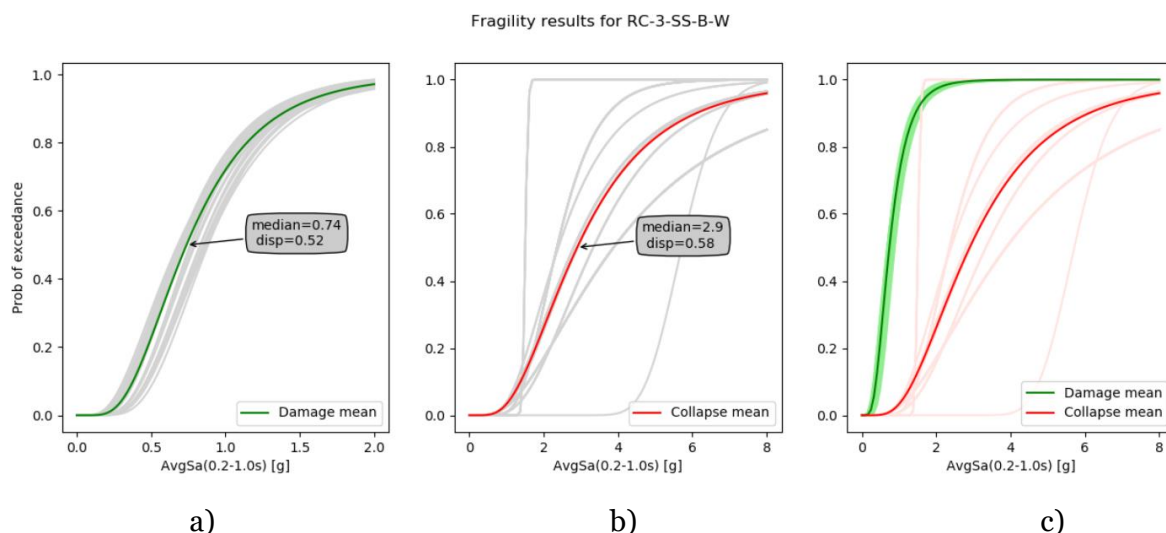 Fragility results for RC-3-SS-B-W
Prob of exceedance
1.0
0.8
0.6
0.4
0.2
0.0
median=0.74
disp=0.52
Damage mean
0.0 0.5 1.0 1.5 2.0
AvgSa(0.2-1.0s) [g]
a)
1.0
0.8
0.6
0.4
0.2
0.0
median=2.9
disp=0.58
Collapse mean
0 2 4 6 8
AvgSa(0.2-1.0s) [g]
b)
1.0
0.8
0.6
0.4
0.2
0.0
Damage mean
Collapse mean
0 2 4 6 8
AvgSa(0.2-1.0s) [g]
c)